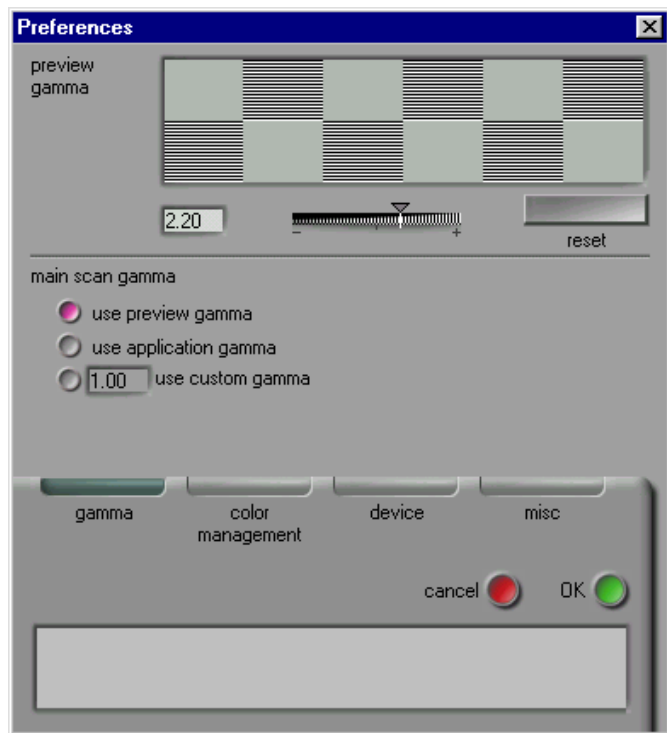 Preferences
preview
gamma
2.20
- +
reset
main scan gamma
use preview gamma
use application gamma
1.00 use custom gamma
gamma
color
management
device
misc
cancel
OK